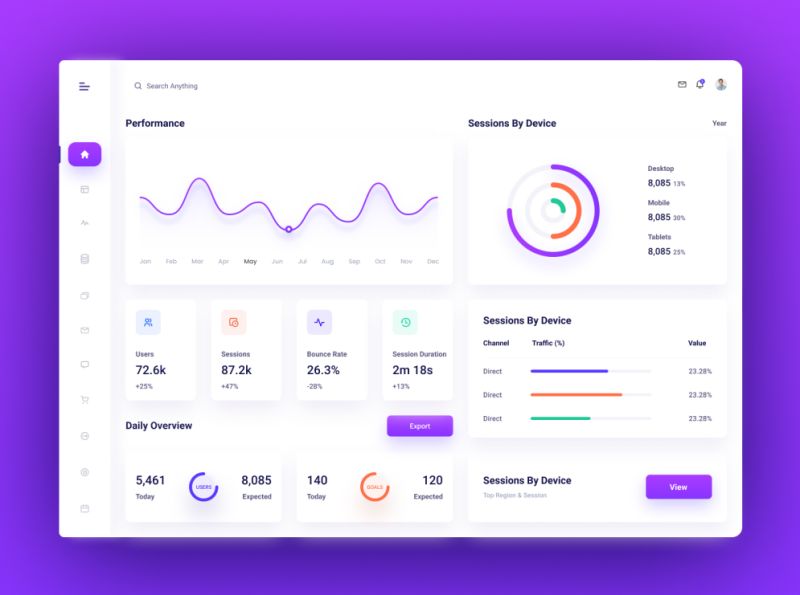 Search Anything
Performance
Jan Feb Mar Apr May Jun Jul Aug Sep Oct Nov Dec
Sessions By Device
Year
Desktop
8,085 13%
Mobile
8,085 30%
Tablets
8,085 25%
Users
72.6k
+25%
Sessions
87.2k
+47%
Bounce Rate
26.3%
-28%
Session Duration
2m 18s
+13%
Sessions By Device
Channel Traffic (%) Value
Direct 23.28%
Direct 23.28%
Direct 23.28%
Daily Overview
Export
5,461
Today
USERS
8,085
Expected
140
Today
GOALS
120
Expected
Sessions By Device
Top Region & Session
View